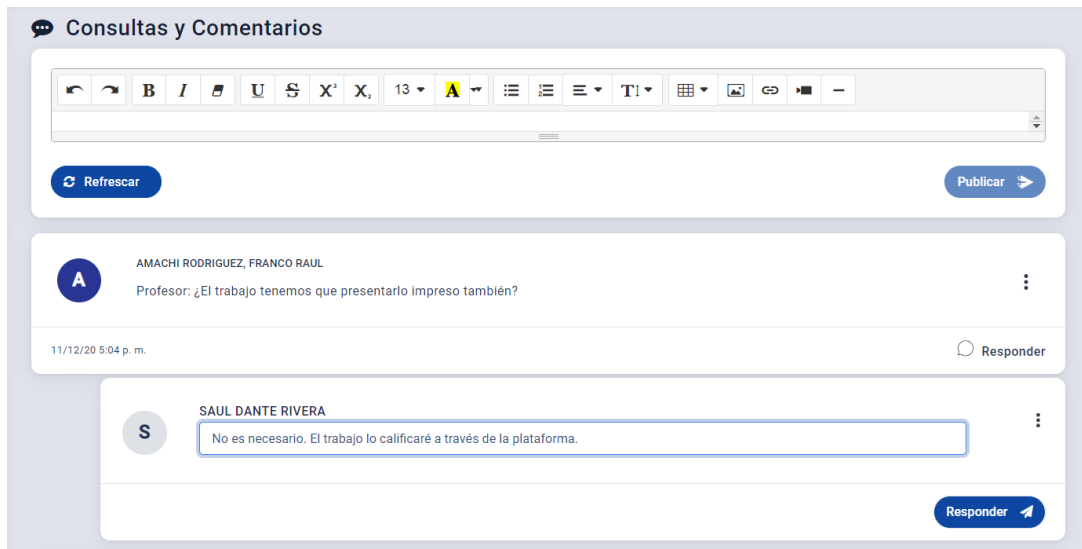 Consultas y Comentarios
B I U S X² X₂ 13 A T
Refrescar
Publicar
A
AMACHI RODRIGUEZ, FRANCO RAUL
Profesor: ¿El trabajo tenemos que presentarlo impreso también?
11/12/20 5:04 p. m.
Responder
S
SAUL DANTE RIVERA
No es necesario. El trabajo lo calificaré a través de la plataforma.
Responder